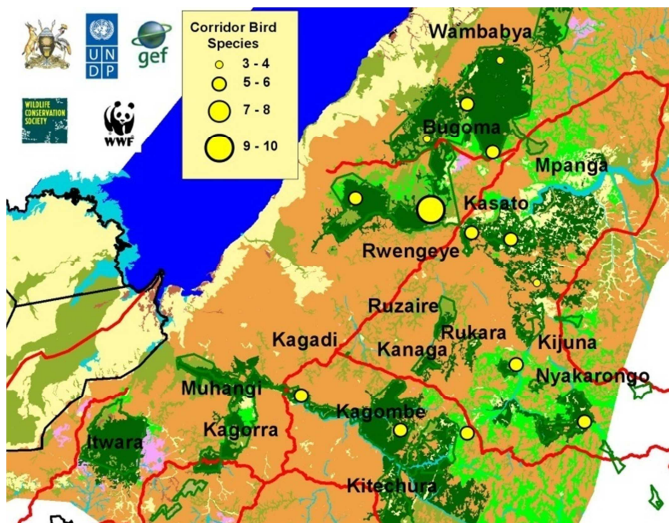 U N
D P
gef
WILDLIFE
CONSERVATION
SOCIETY
WWF
Corridor Bird
Species
3 - 4
5 - 6
7 - 8
9 - 10
Wambabya
Bugoma
Mpanga
Kasato
Rwengeye
Ruzaire
Rukara
Kagadi
Kanaga
Kijuna
Nyakarongo
Muhangi
Kagombe
Kagorra
Itwara
Kitechura